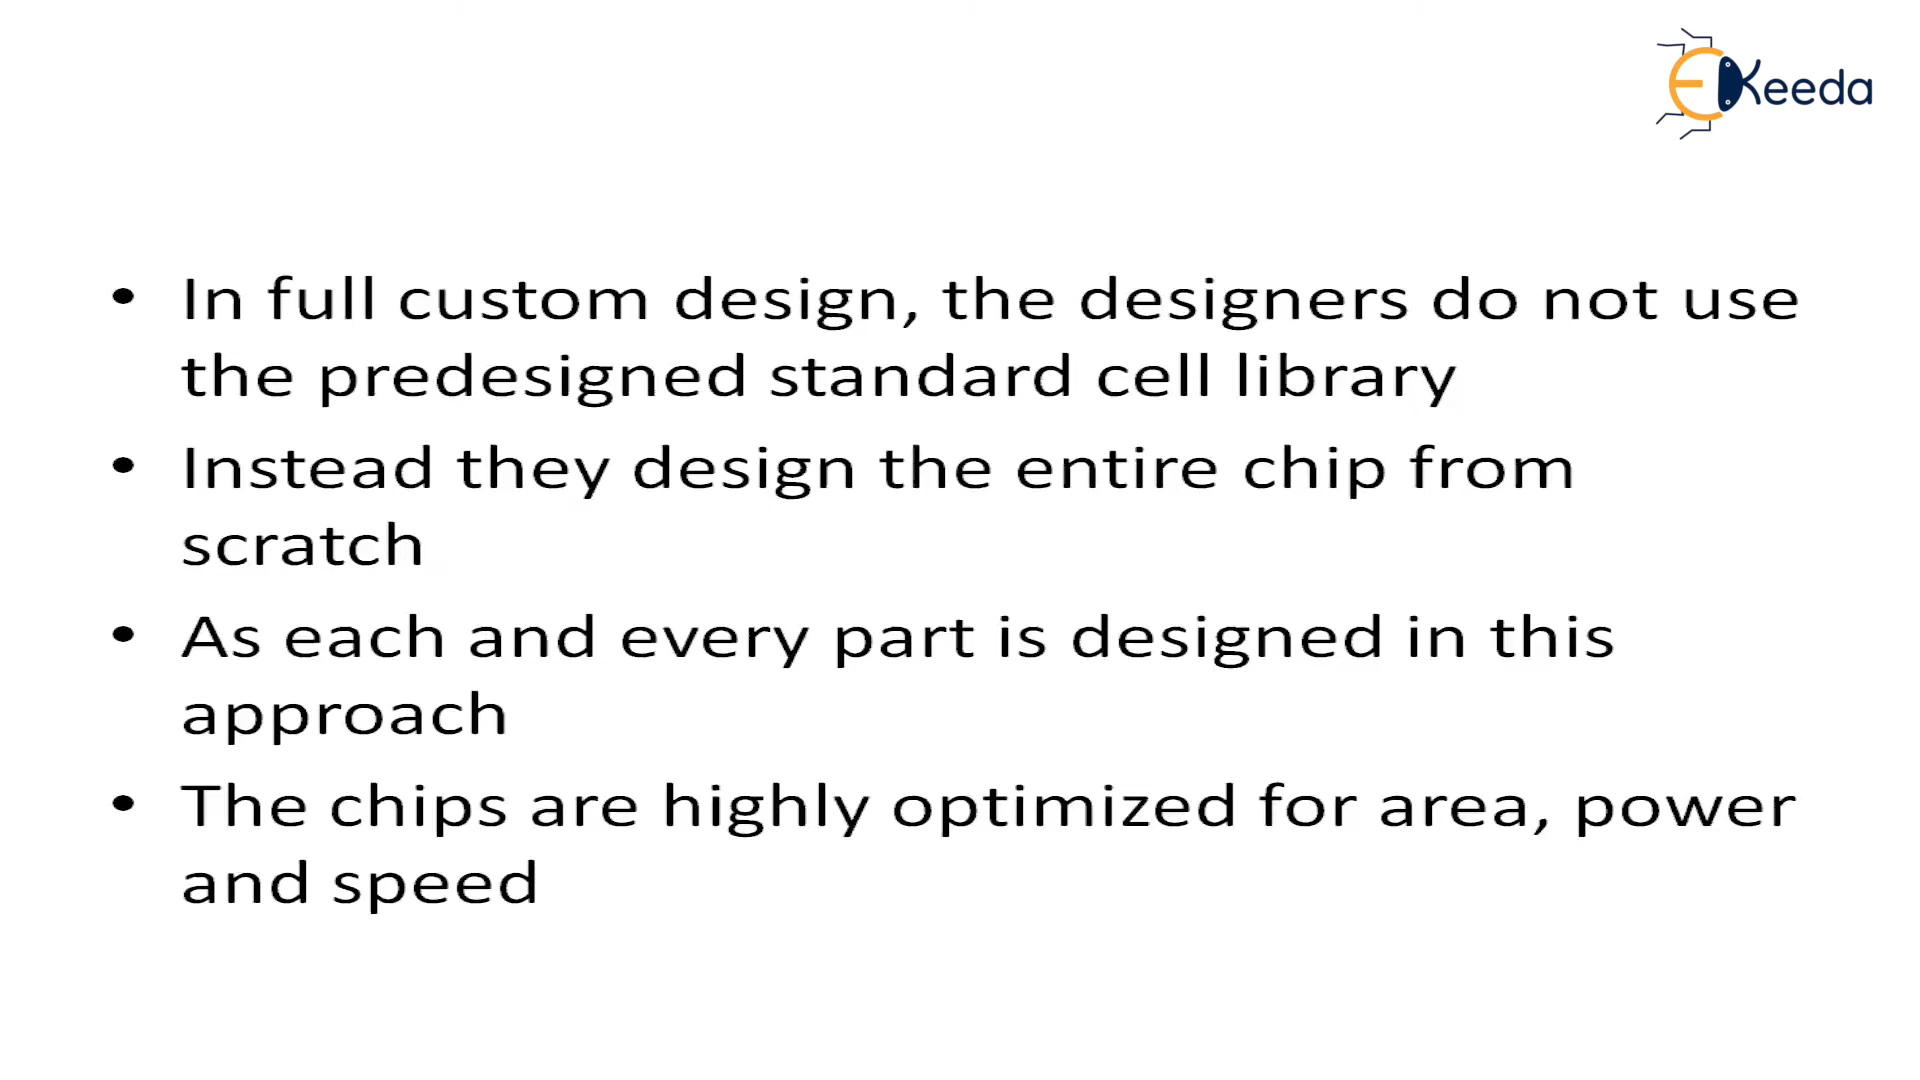 EKeeda
• In full custom design, the designers do not use
the predesigned standard cell library
• Instead they design the entire chip from
scratch
• As each and every part is designed in this
approach
• The chips are highly optimized for area, power
and speed